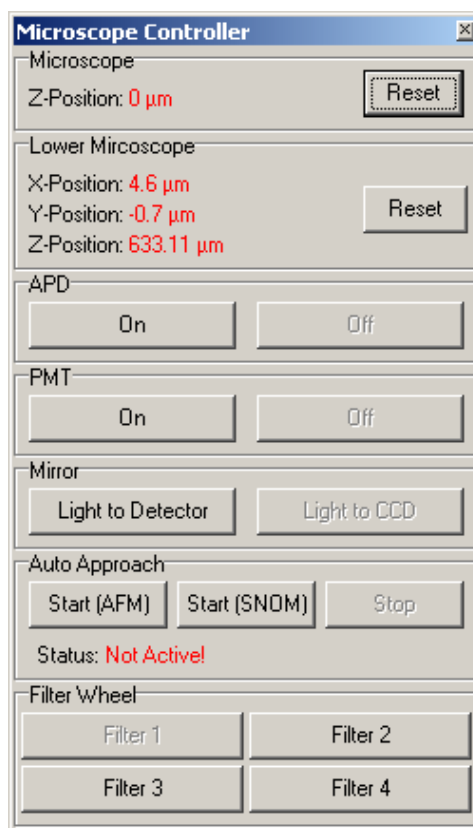 Microscope Controller
Microscope
Z-Position: 0 µm
Reset
Lower Mircoscope
X-Position: 4.6 µm
Y-Position: -0.7 µm
Z-Position: 633.11 µm
Reset
APD
On Off
PMT
On Off
Mirror
Light to Detector Light to CCD
Auto Approach
Start (AFM) Start (SNOM) Stop
Status: Not Active!
Filter Wheel
Filter 1 Filter 2
Filter 3 Filter 4